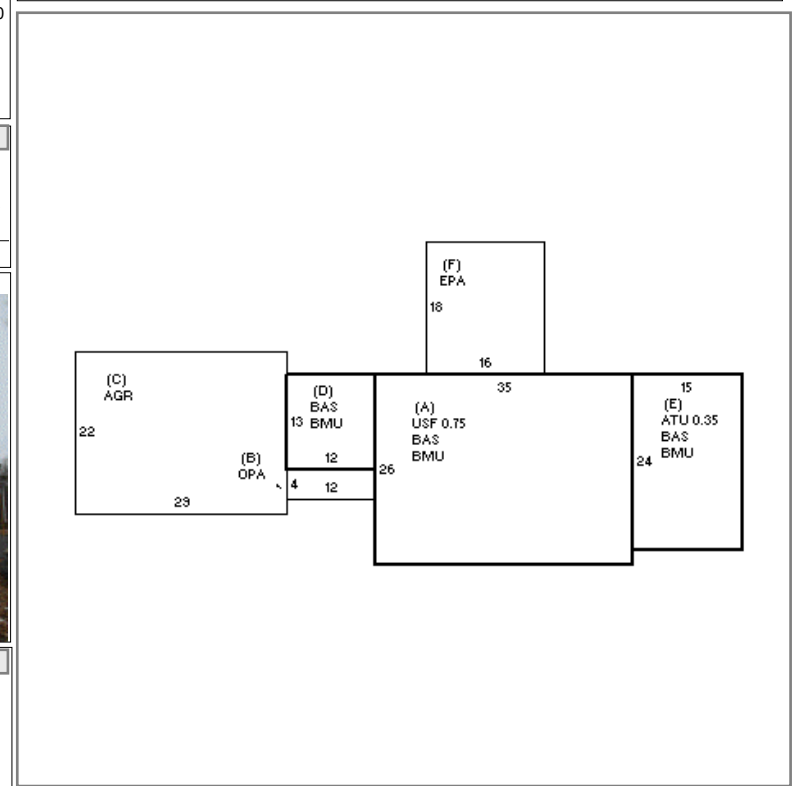 (F)
EPA
18
16
(C)
AGR
22
29
(B)
OPA
4
12
(D)
BAS
BMU
13
12
(A)
USF 0.75
BAS
BMU
35
26
15
(E)
ATU 0.35
BAS
BMU
24